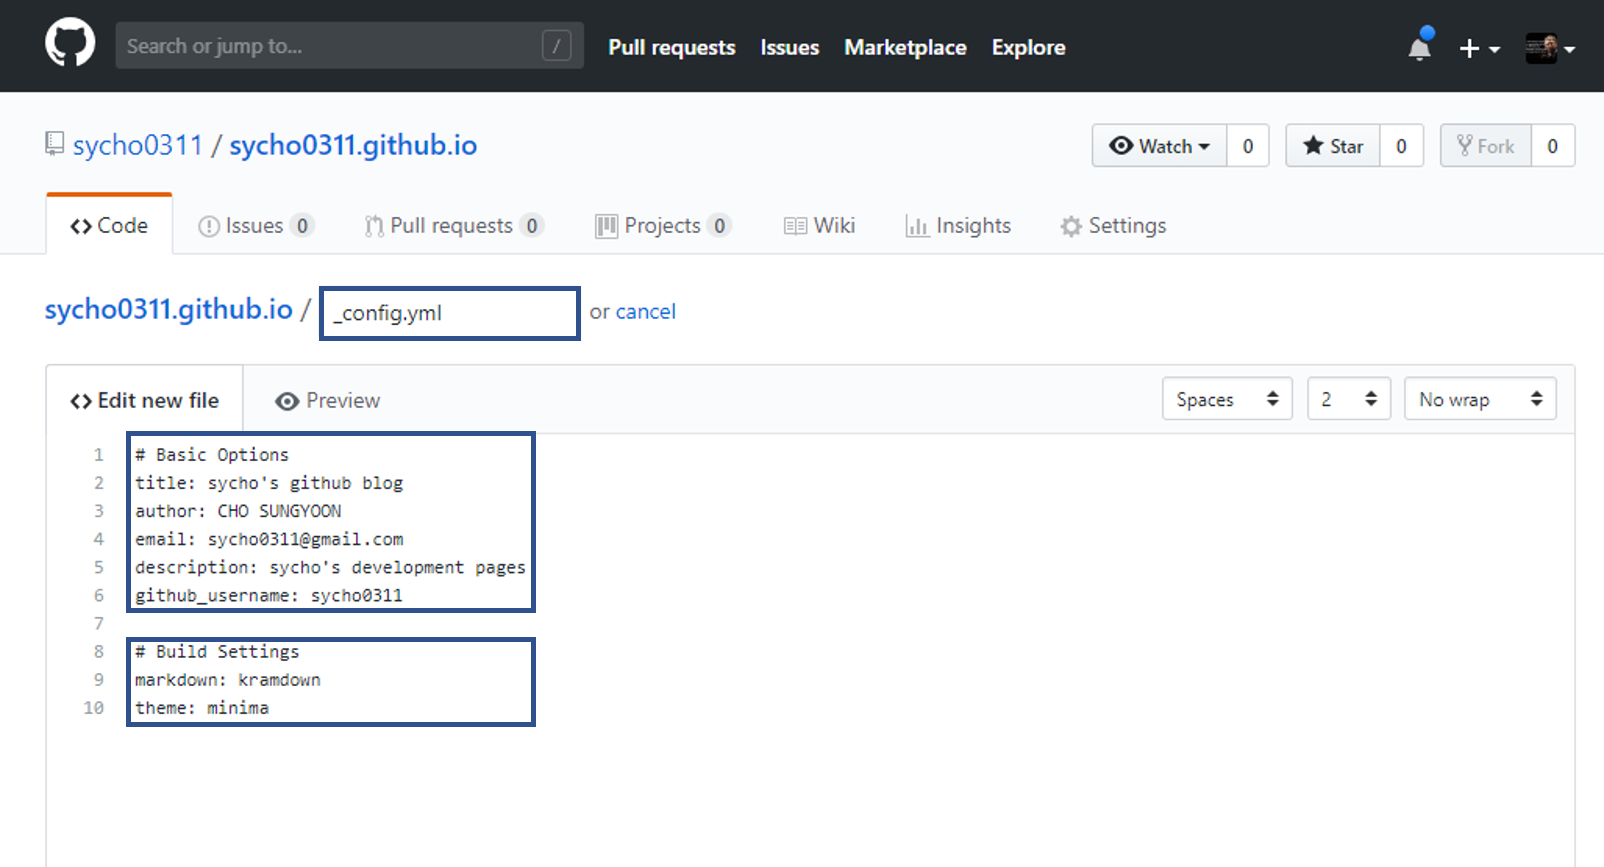 Search or jump to... /
Pull requests Issues Marketplace Explore
sycho0311 / sycho0311.github.io
Watch 0 Star 0 Fork 0
Code Issues 0 Pull requests 0 Projects 0 Wiki Insights Settings
sycho0311.github.io / _config.yml or cancel
Edit new file Preview Spaces 2 No wrap
1 # Basic Options
2 title: sycho's github blog
3 author: CHO SUNGYOON
4 email: sycho0311@gmail.com
5 description: sycho's development pages
6 github_username: sycho0311
7
8 # Build Settings
9 markdown: kramdown
10 theme: minima